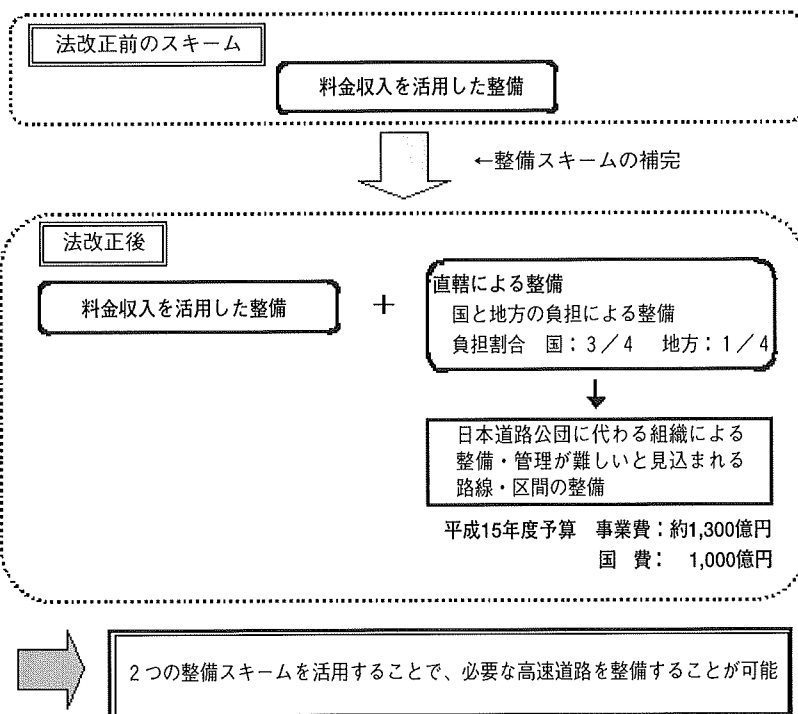 法改正前のスキーム
料金収入を活用した整備
←整備スキームの補完
法改正後
料金収入を活用した整備
+
直轄による整備
国と地方の負担による整備
負担割合 国：3／4 地方：1／4
日本道路公団に代わる組織による
整備・管理が難しいと見込まれる
路線・区間の整備
平成15年度予算 事業費：約1,300億円
国 費： 1,000億円
2つの整備スキームを活用することで、必要な高速道路を整備することが可能